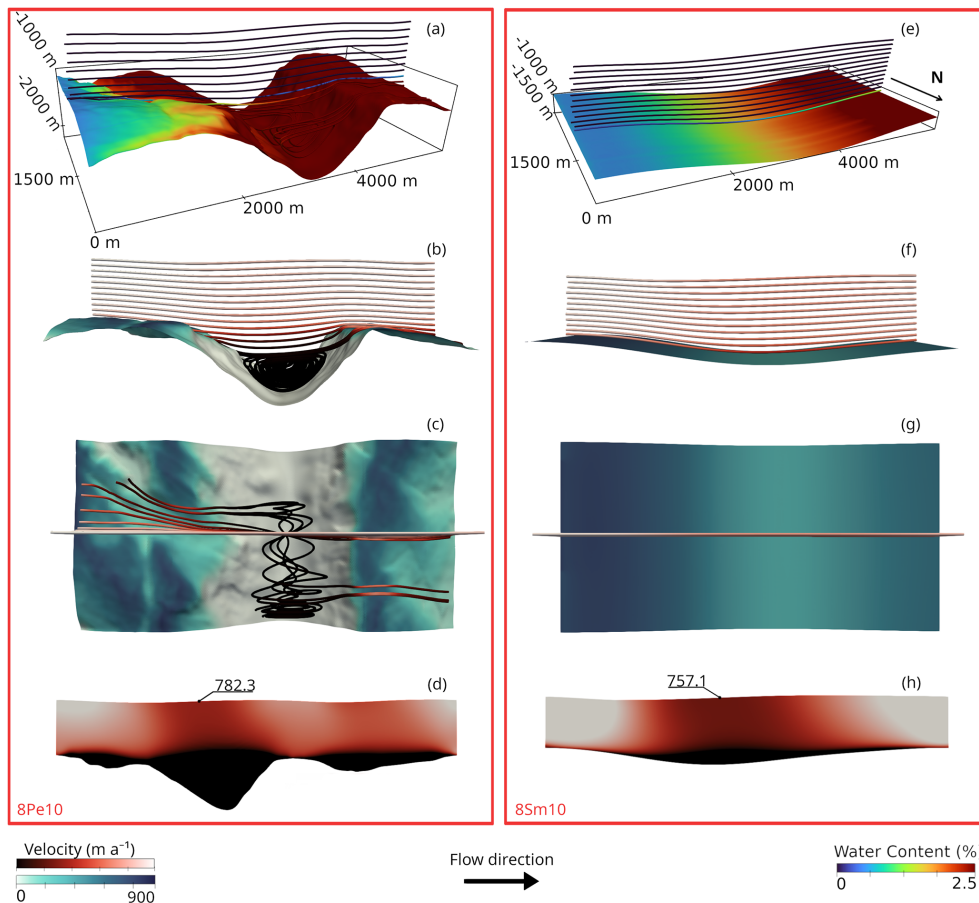 (a)
-1000 m
-2000 m
1500 m
0 m
2000 m
4000 m
(b)
(c)
782.3
(d)
8Pe10
(e)
-1000 m
-1500 m
N
1500 m
0 m
2000 m
4000 m
(f)
(g)
757.1
(h)
8Sm10
Velocity (m a⁻¹)
0
900
Flow direction
Water Content (%
0
2.5